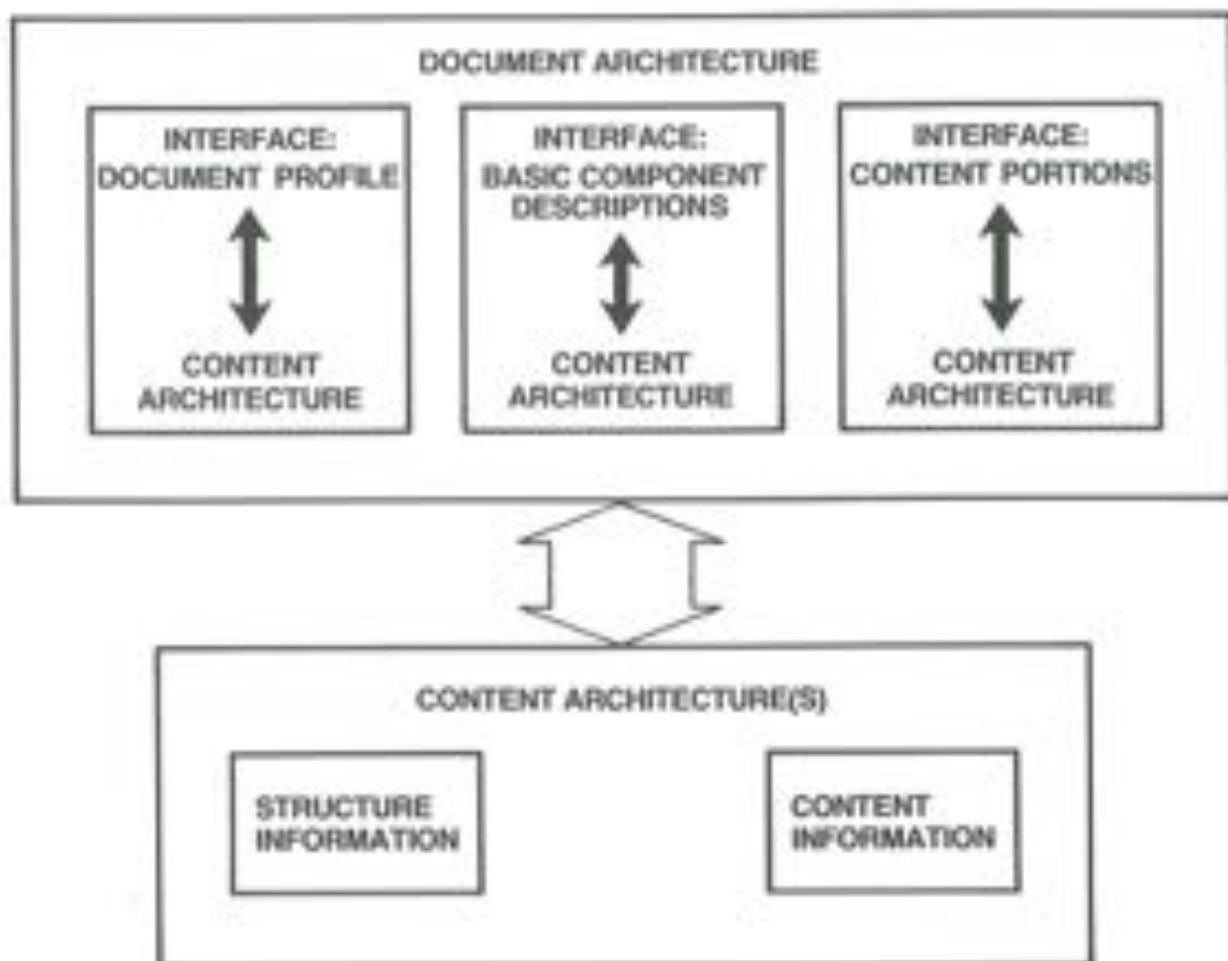 DOCUMENT ARCHITECTURE
INTERFACE:
DOCUMENT PROFILE
CONTENT
ARCHITECTURE
INTERFACE:
BASIC COMPONENT
DESCRIPTIONS
CONTENT
ARCHITECTURE
INTERFACE:
CONTENT PORTIONS
CONTENT
ARCHITECTURE
CONTENT ARCHITECTURE(S)
STRUCTURE
INFORMATION
CONTENT
INFORMATION